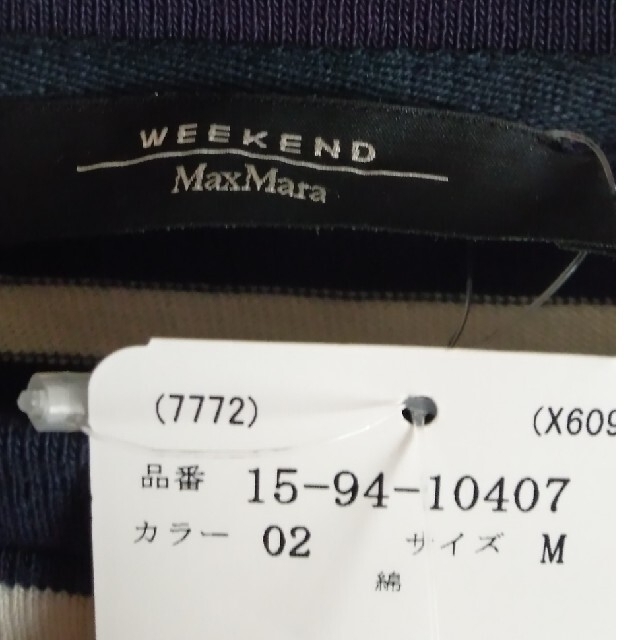 WEEKEND
MaxMara
(7772) (X609
品番 15-94-10407
カラー 02 サイズ M
綿